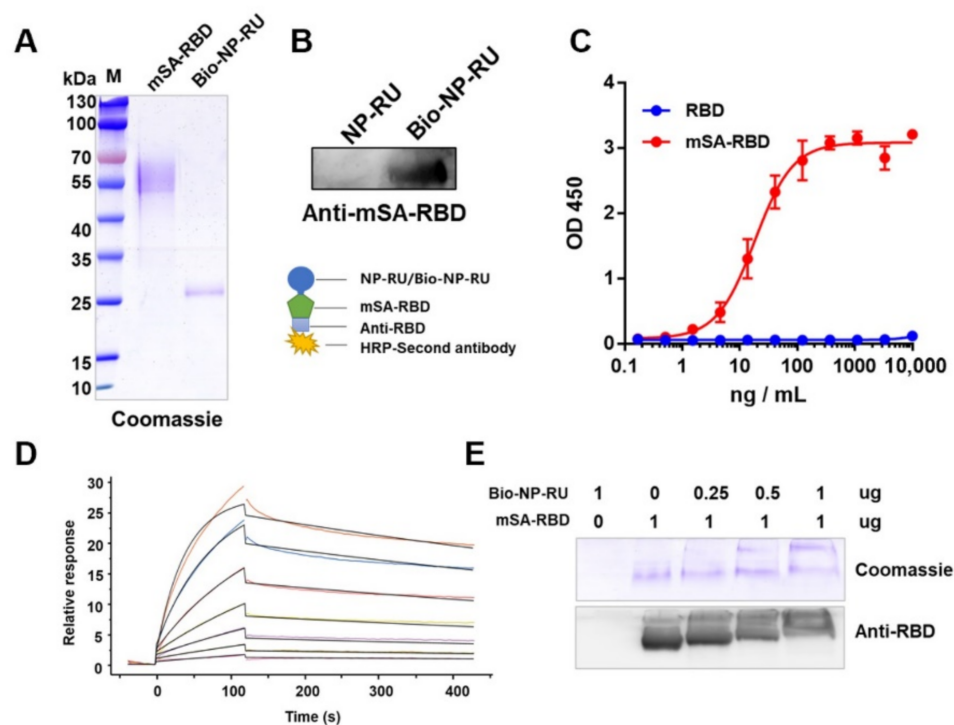 A
kDa M mSA-RBD Bio-NP-RU
130
100
70
55
40
35
25
15
10
Coomassie
B
NP-RU Bio-NP-RU
Anti-mSA-RBD
NP-RU/Bio-NP-RU
mSA-RBD
Anti-RBD
HRP-Second antibody
C
RBD
mSA-RBD
OD 450
4
3
2
1
0
0.1 1 10 100 1000 10,000
ng / mL
D
Relative response
30
25
20
15
10
5
0
0 100 200 300 400
Time (s)
E
Bio-NP-RU 1 0 0.25 0.5 1 ug
mSA-RBD 0 1 1 1 1 ug
Coomassie
Anti-RBD